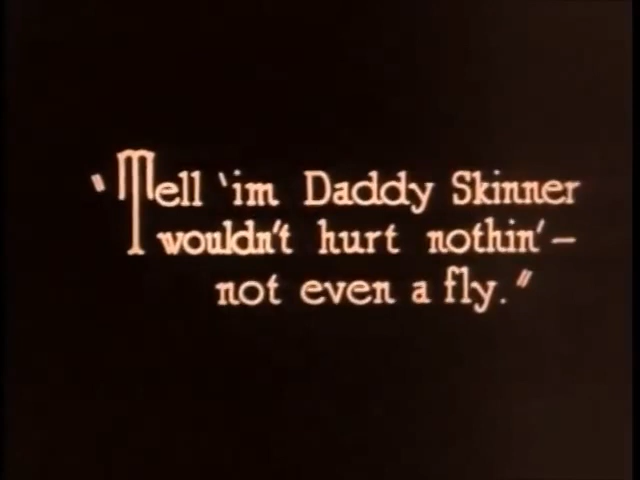 "Tell 'im Daddy Skinner
wouldn't hurt nothin'—
not even a fly."